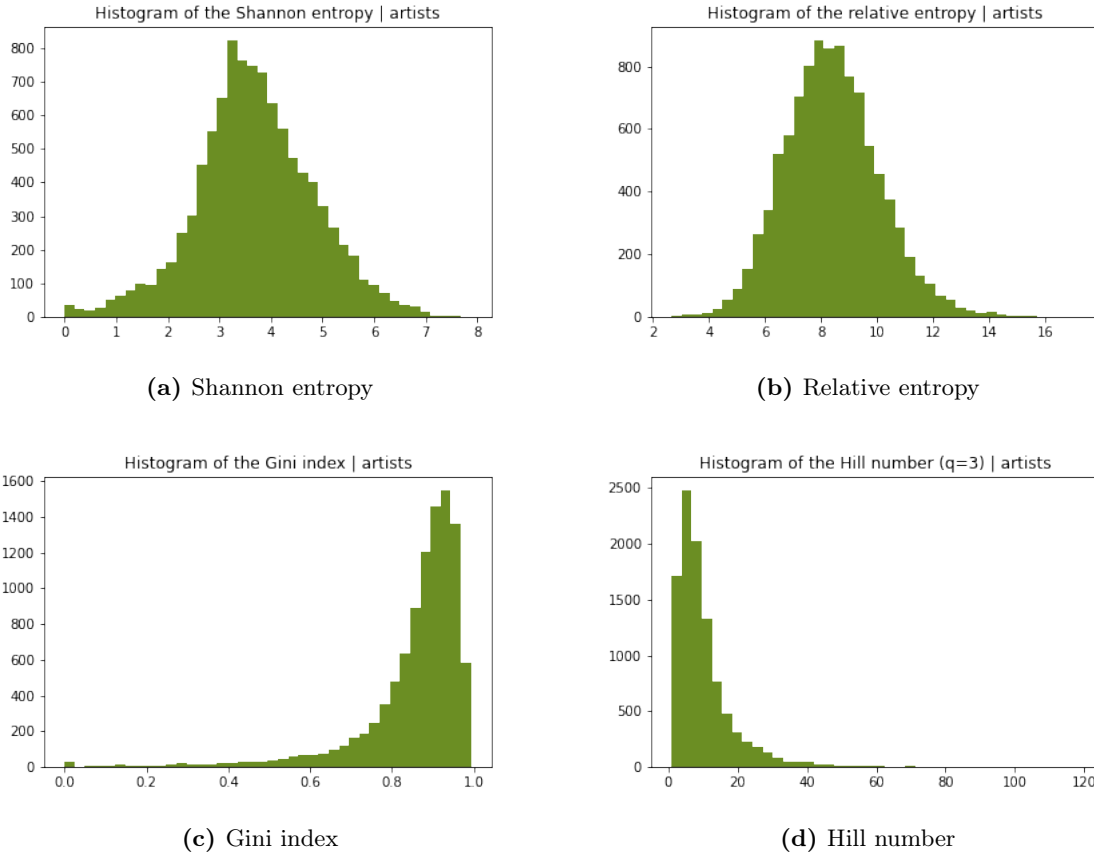 Histogram of the Shannon entropy | artists
800
700
600
500
400
300
200
100
0
0 1 2 3 4 5 6 7 8
(a) Shannon entropy
Histogram of the relative entropy | artists
800
600
400
200
0
2 4 6 8 10 12 14 16
(b) Relative entropy
Histogram of the Gini index | artists
1600
1400
1200
1000
800
600
400
200
0
0.0 0.2 0.4 0.6 0.8 1.0
(c) Gini index
Histogram of the Hill number (q=3) | artists
2500
2000
1500
1000
500
0
0 20 40 60 80 100 120
(d) Hill number